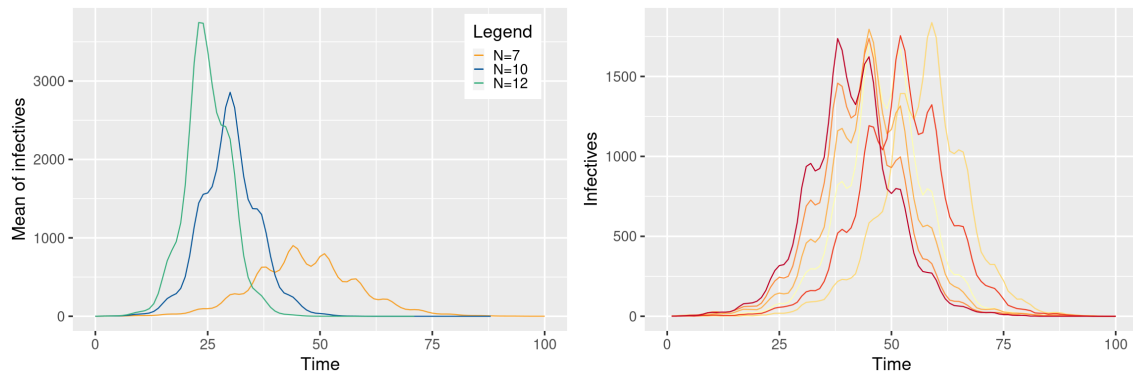 Legend
N=7
N=10
N=12
Mean of infectives
3000
2000
1000
0
0 25 50 75 100
Time
Infectives
1500
1000
500
0
0 25 50 75 100
Time